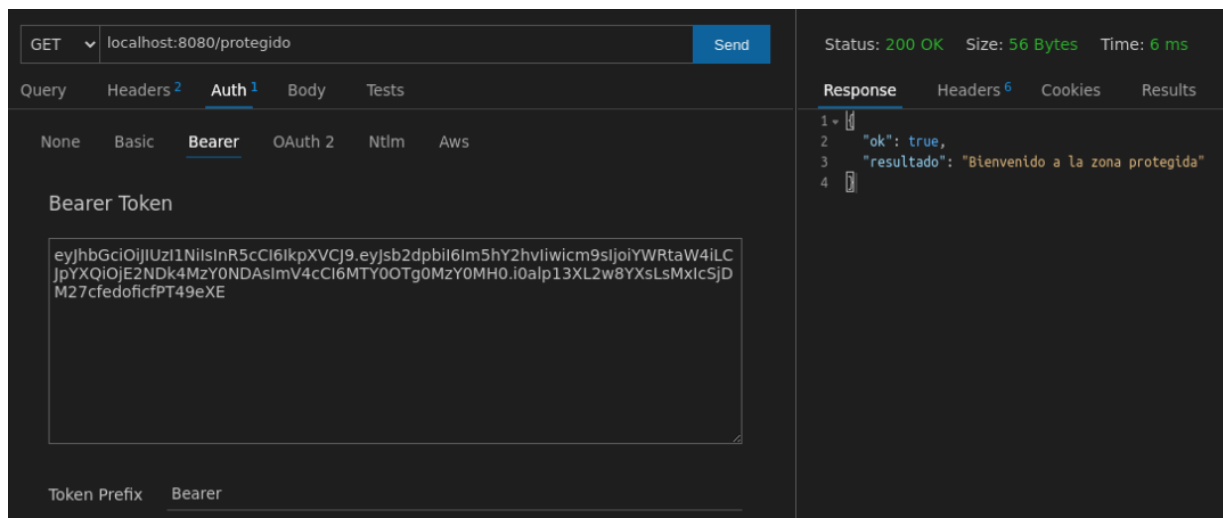 GET localhost:8080/protegido Send
Query Headers 2 Auth 1 Body Tests
None Basic Bearer OAuth 2 Ntlm Aws
Bearer Token
eyJhbGciOiJIUzI1NiIsInR5cCI6IkpXVCJ9.eyJsb2dpbiI6Im5hY2hvIiwicm9sIjoiYWRtaW4iLC
JpYXQiOjE2NDk4MzY0NDAsImV4cCI6MTY0OTg0MzY0MH0.i0alp13XL2w8YXsLsMxIcSjD
M27cfedoficfPT49eXE
Token Prefix Bearer
Status: 200 OK Size: 56 Bytes Time: 6 ms
Response Headers 6 Cookies Results
1 {
2 "ok": true,
3 "resultado": "Bienvenido a la zona protegida"
4 }